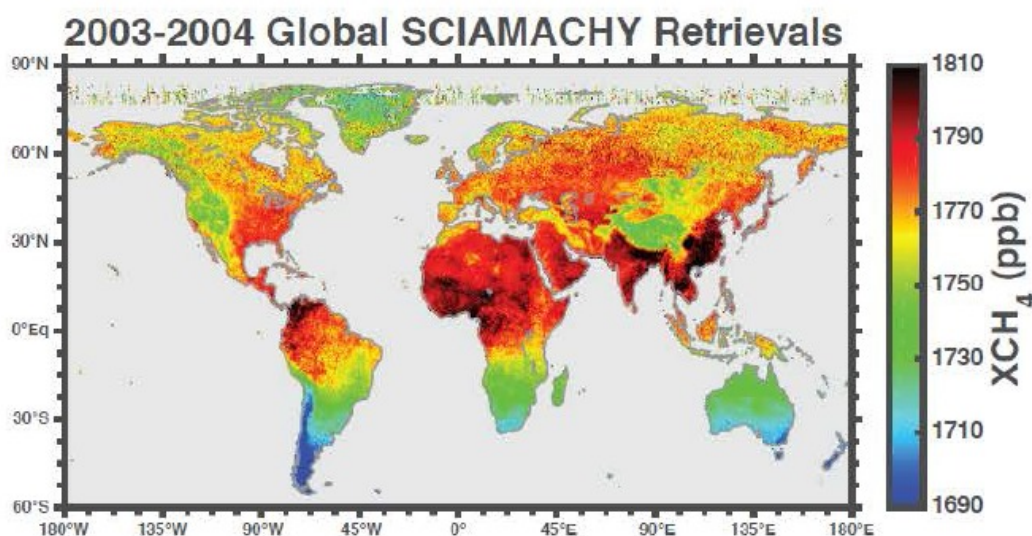 2003-2004 Global SCIAMACHY Retrievals
90°N
60°N
30°N
0°Eq
30°S
60°S
180°W 135°W 90°W 45°W 0° 45°E 90°E 135°E 180°E
1810
1790
1770
1750
1730
1710
1690
XCH4 (ppb)